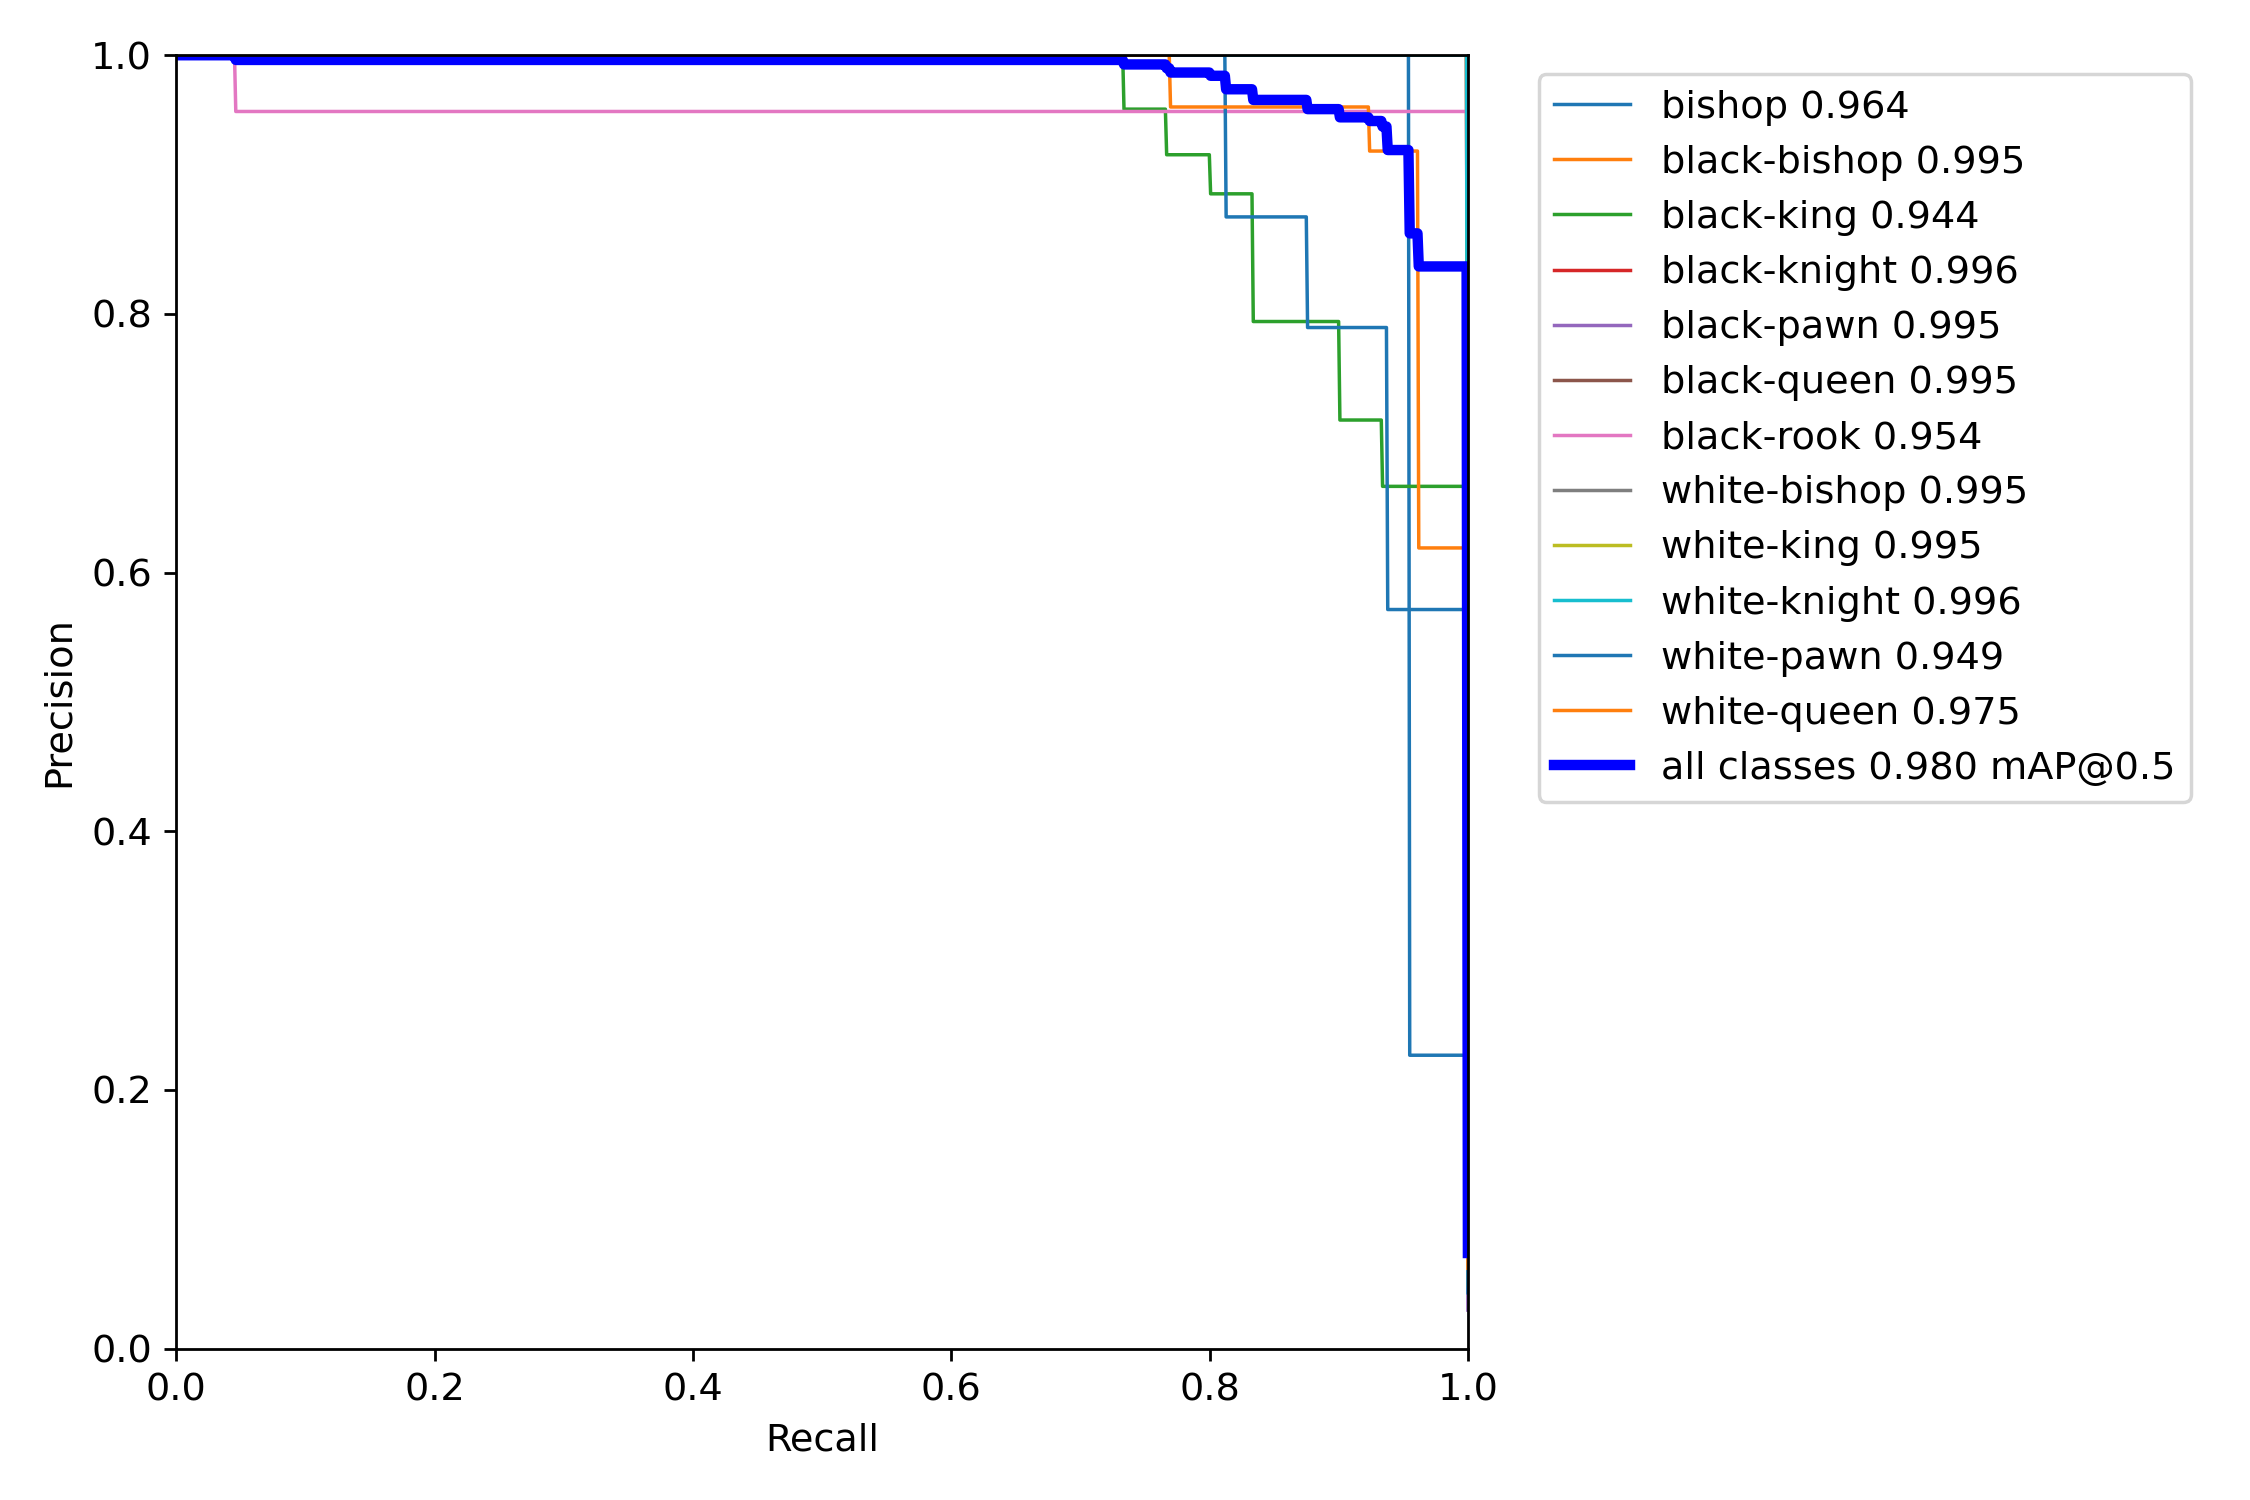 1.0
0.8
0.6
0.4
0.2
0.0
Precision
0.0 0.2 0.4 0.6 0.8 1.0
Recall
bishop 0.964
black-bishop 0.995
black-king 0.944
black-knight 0.996
black-pawn 0.995
black-queen 0.995
black-rook 0.954
white-bishop 0.995
white-king 0.995
white-knight 0.996
white-pawn 0.949
white-queen 0.975
all classes 0.980 mAP@0.5